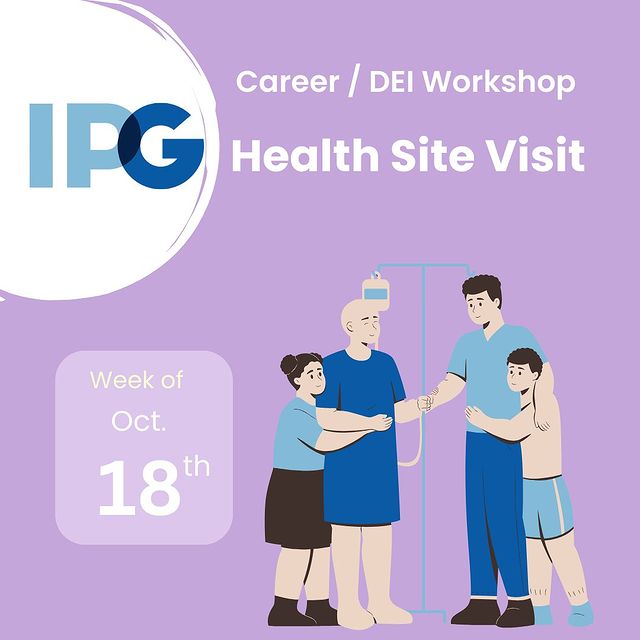 IPG
Career / DEI Workshop
Health Site Visit
Week of
Oct.
18th